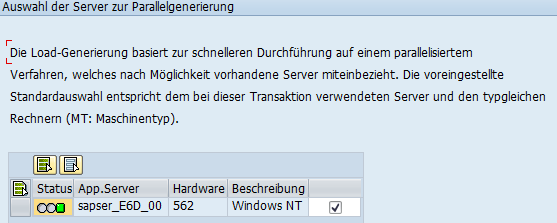 Auswahl der Server zur Parallelgenerierung
Die Load-Generierung basiert zur schnelleren Durchführung auf einem parallelisiertem
Verfahren, welches nach Möglichkeit vorhandene Server miteinbezieht. Die voreingestellte
Standardauswahl entspricht dem bei dieser Transaktion verwendeten Server und den typgleichen
Rechnern (MT: Maschinentyp).
Status App.Server Hardware Beschreibung
sapser_E6D_00 562 Windows NT